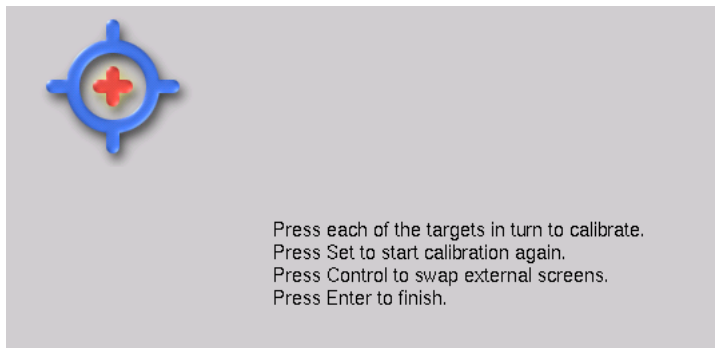 Press each of the targets in turn to calibrate.
Press Set to start calibration again.
Press Control to swap external screens.
Press Enter to finish.